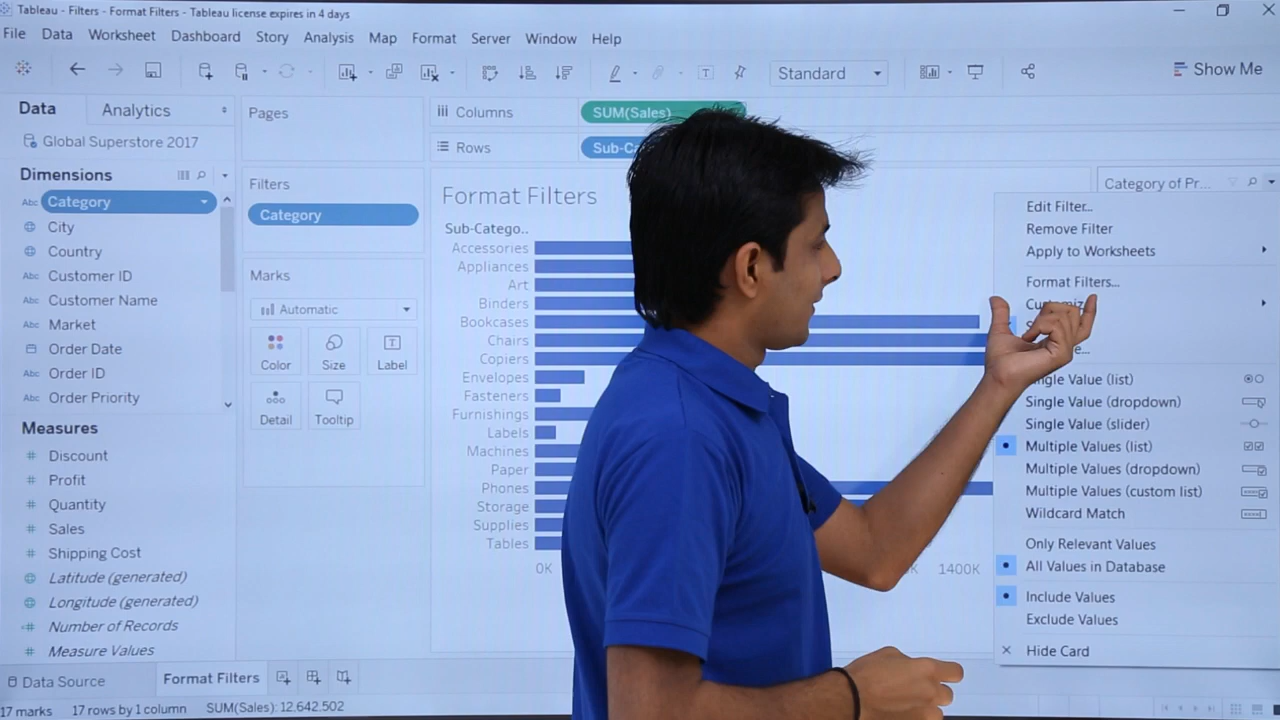 Tableau - Filters - Format Filters - Tableau license expires in 4 days
File Data Worksheet Dashboard Story Analysis Map Format Server Window Help
Standard
Show Me
Data Analytics
Pages
Columns SUM(Sales)
Global Superstore 2017
Rows
Dimensions
Filters
Category of Pr...
Abc Category
Category
Format Filters
Edit Filter...
City
Sub-Catego..
Remove Filter
Country
Accessories
Apply to Worksheets
Abc Customer ID
Marks
Appliances
Format Filters...
Abc Customer Name
Automatic
Art
Abc Market
Binders
Order Date
Bookcases
Abc Order ID
Color Size Label
Chairs
Abc Order Priority
Copiers
Detail Tooltip
Envelopes
Single Value (dropdown)
Fasteners
Single Value (slider)
Measures
Furnishings
Multiple Values (list)
Discount
Labels
Multiple Values (dropdown)
Profit
Machines
Multiple Values (custom list)
Quantity
Paper
Wildcard Match
Sales
Phones
Shipping Cost
Storage
Only Relevant Values
Latitude (generated)
Supplies
All Values in Database
Longitude (generated)
Tables
Include Values
Number of Records
0K 1400K
Exclude Values
Measure Values
Hide Card
Data Source Format Filters
17 marks 17 rows by 1 column SUM(Sales): 12.642.502